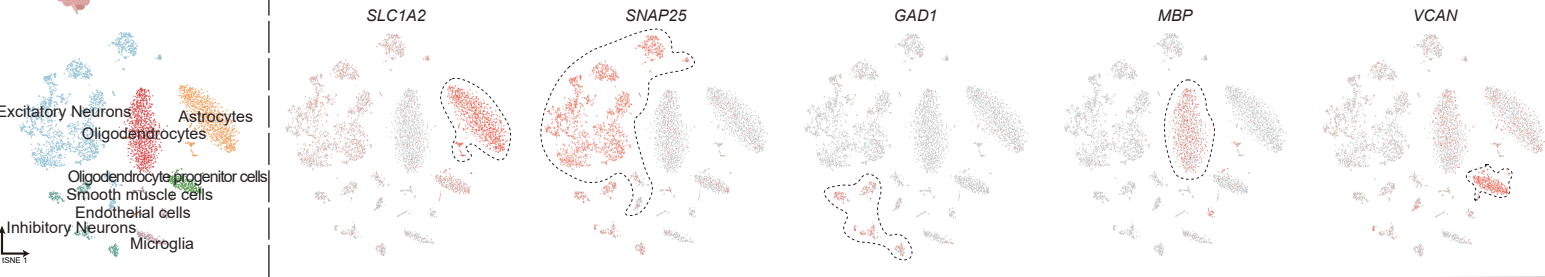 SLC1A2
SNAP25
GAD1
MBP
VCAN
Excitatory Neurons
Astrocytes
Oligodendrocytes
Oligodendrocyte progenitor cells
Smooth muscle cells
Endothelial cells
Inhibitory Neurons
Microglia
tSNE 1